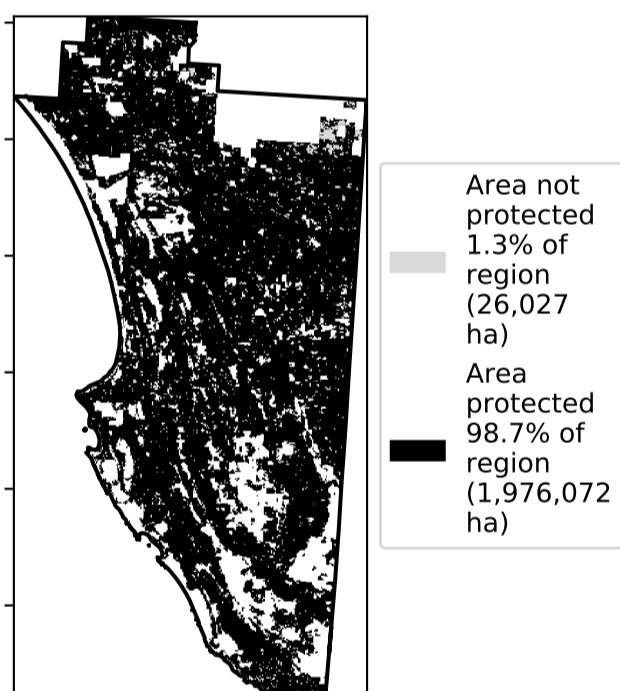 Area not
protected
1.3% of
region
(26,027
ha)
Area
protected
98.7% of
region
(1,976,072
ha)